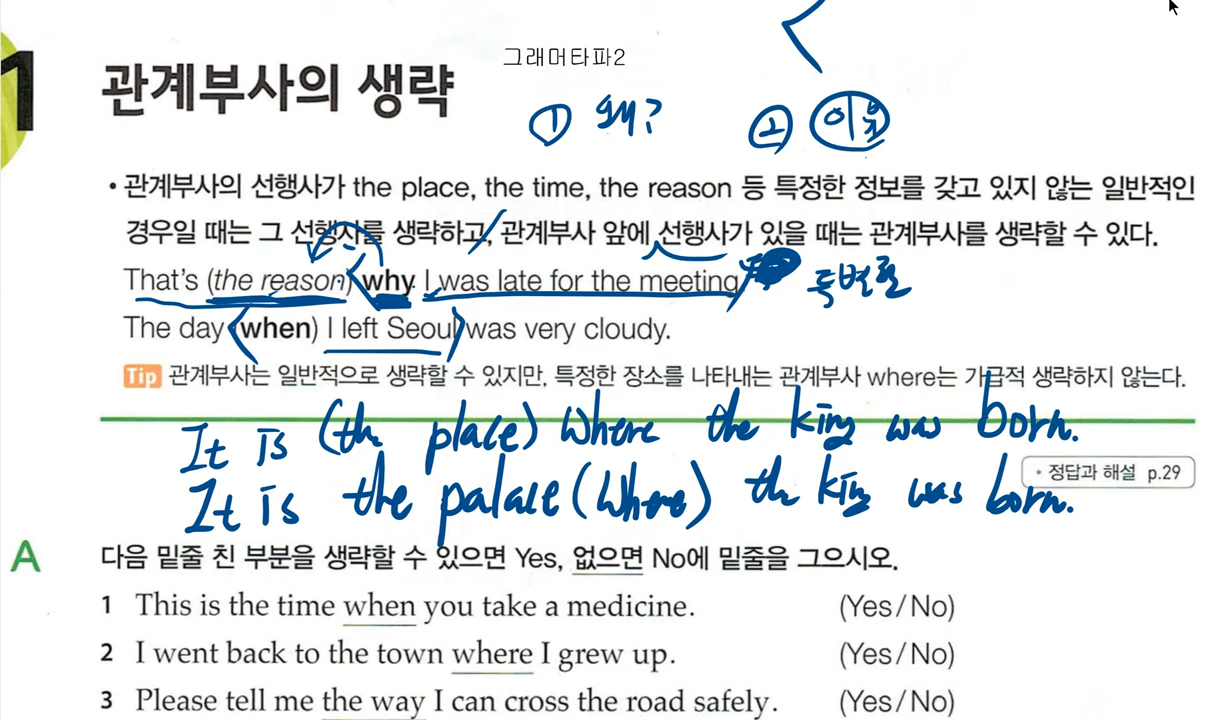 1
관계부사의 생략
그래머타파2
① 왜? ② 이유
• 관계부사의 선행사가 the place, the time, the reason 등 특정한 정보를 갖고 있지 않는 일반적인
경우일 때는 그 선행사를 생략하고, 관계부사 앞에 선행사가 있을 때는 관계부사를 생략할 수 있다.
That's (the reason) why I was late for the meeting
특별한
The day (when) I left Seoul was very cloudy.
Tip 관계부사는 일반적으로 생략할 수 있지만, 특정한 장소를 나타내는 관계부사 where는 가급적 생략하지 않는다.
It is (the place) where the king was born.
It is the palace (where) the king was born.
• 정답과 해설 p.29
A 다음 밑줄 친 부분을 생략할 수 있으면 Yes, 없으면 No에 밑줄을 그으시오.
1 This is the time when you take a medicine. (Yes/No)
2 I went back to the town where I grew up. (Yes/No)
3 Please tell me the way I can cross the road safely. (Yes/No)